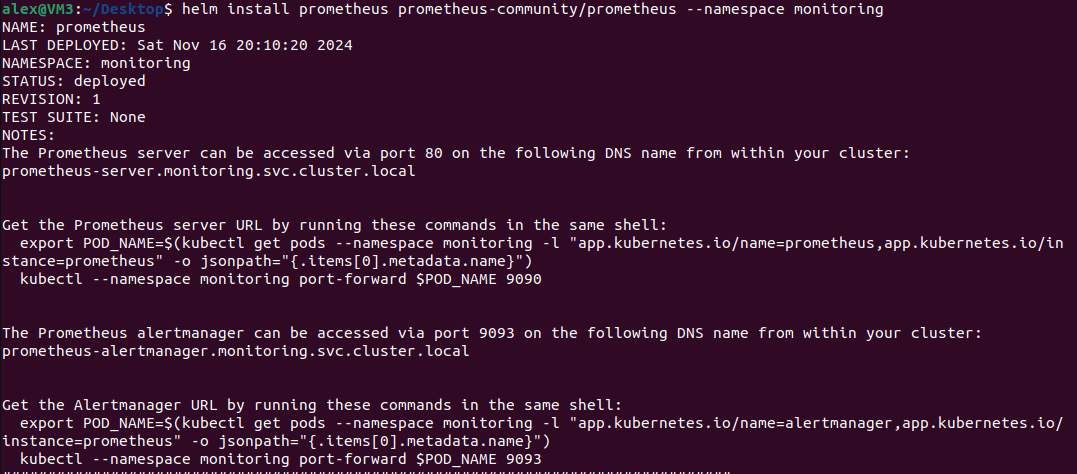 alex@VM3:~/Desktop$ helm install prometheus prometheus-community/prometheus --namespace monitoring
NAME: prometheus
LAST DEPLOYED: Sat Nov 16 20:10:20 2024
NAMESPACE: monitoring
STATUS: deployed
REVISION: 1
TEST SUITE: None
NOTES:
The Prometheus server can be accessed via port 80 on the following DNS name from within your cluster:
prometheus-server.monitoring.svc.cluster.local
Get the Prometheus server URL by running these commands in the same shell:
  export POD_NAME=$(kubectl get pods --namespace monitoring -l "app.kubernetes.io/name=prometheus,app.kubernetes.io/in
stance=prometheus" -o jsonpath="{.items[0].metadata.name}")
  kubectl --namespace monitoring port-forward $POD_NAME 9090
The Prometheus alertmanager can be accessed via port 9093 on the following DNS name from within your cluster:
prometheus-alertmanager.monitoring.svc.cluster.local
Get the Alertmanager URL by running these commands in the same shell:
  export POD_NAME=$(kubectl get pods --namespace monitoring -l "app.kubernetes.io/name=alertmanager,app.kubernetes.io/
instance=prometheus" -o jsonpath="{.items[0].metadata.name}")
  kubectl --namespace monitoring port-forward $POD_NAME 9093